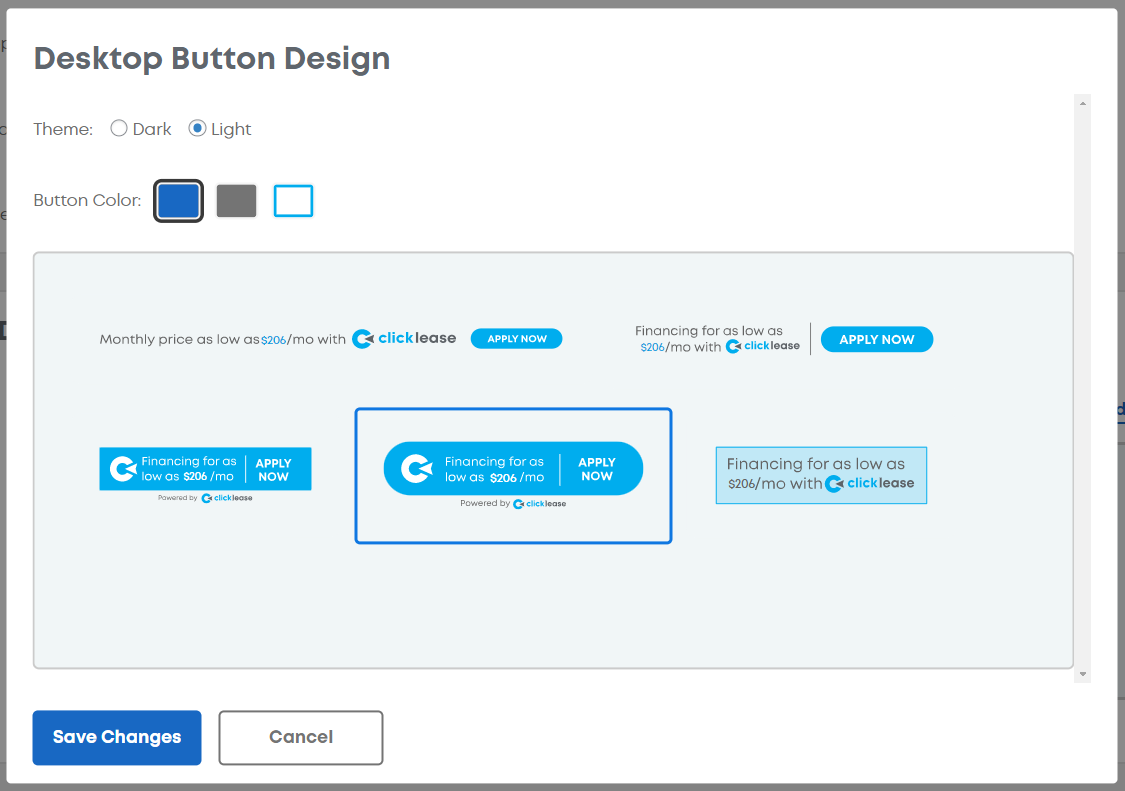 Desktop Button Design
Theme: Dark Light
Button Color:
Monthly price as low as $206/mo with clicklease APPLY NOW
Financing for as low as
$206/mo with clicklease
APPLY NOW
Financing for as
low as $206 /mo
APPLY
NOW
Powered by clicklease
Financing for as
low as $206 /mo
APPLY
NOW
Powered by clicklease
Financing for as low as
$206/mo with clicklease
Save Changes Cancel